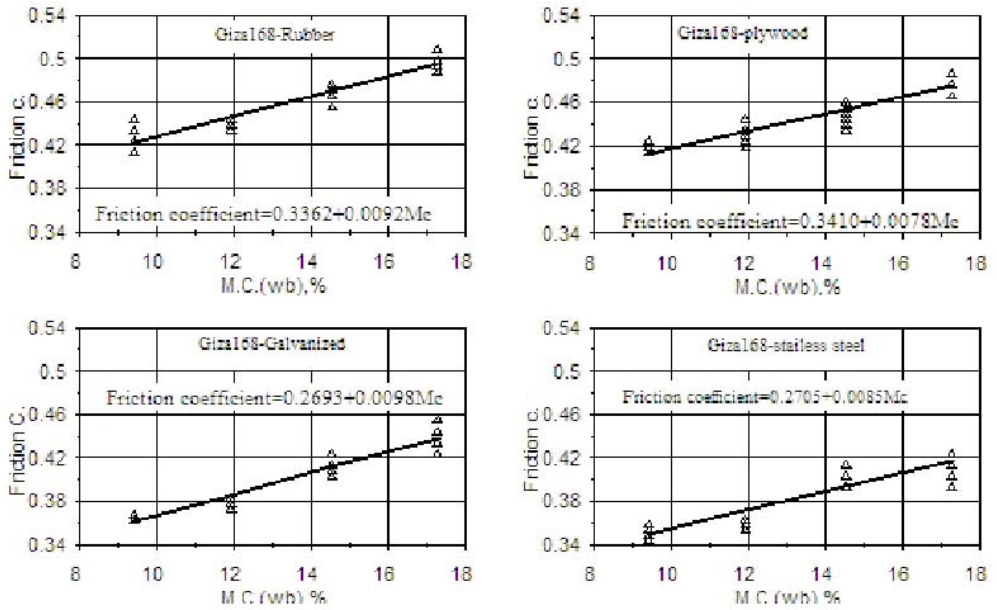 0.54
Giza168-Rubber
0.5
0.46
0.42
0.38
0.34
Friction c.
Friction coefficient=0.3362+0.0092Mc
8 10 12 14 16 18
M.C.(wb),%
0.54
Giza168-plywood
0.5
0.46
0.42
0.38
0.34
Friction c.
Friction coefficient=0.3410+0.0078Mc
8 10 12 14 16 18
M.C.(wb).%
0.54
Giza168-Galvanized
0.5
Friction coefficient=0.2693+0.0098Mc
0.46
0.42
0.38
0.34
Friction C.
8 10 12 14 16 18
M.C.(wb).%
0.54
Giza168-stailess steel
0.5
Friction coefficient=0.2705+0.0085Mc
0.46
0.42
0.38
0.34
Friction c.
8 10 12 14 16 18
M.C.(wb).%